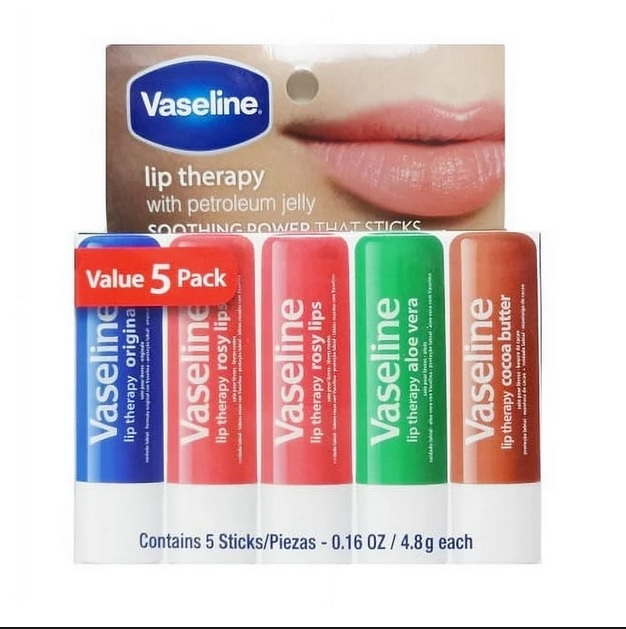 Vaseline.
lip therapy
with petroleum jelly
SOOTHING POWER THAT STICKS
Value 5 Pack
Vaseline
lip therapy original
Vaseline
lip therapy rosy lips
Vaseline
lip therapy rosy lips
Vaseline
lip therapy aloe vera
Vaseline
lip therapy cocoa butter
Contains 5 Sticks/Piezas - 0.16 OZ / 4.8 g each